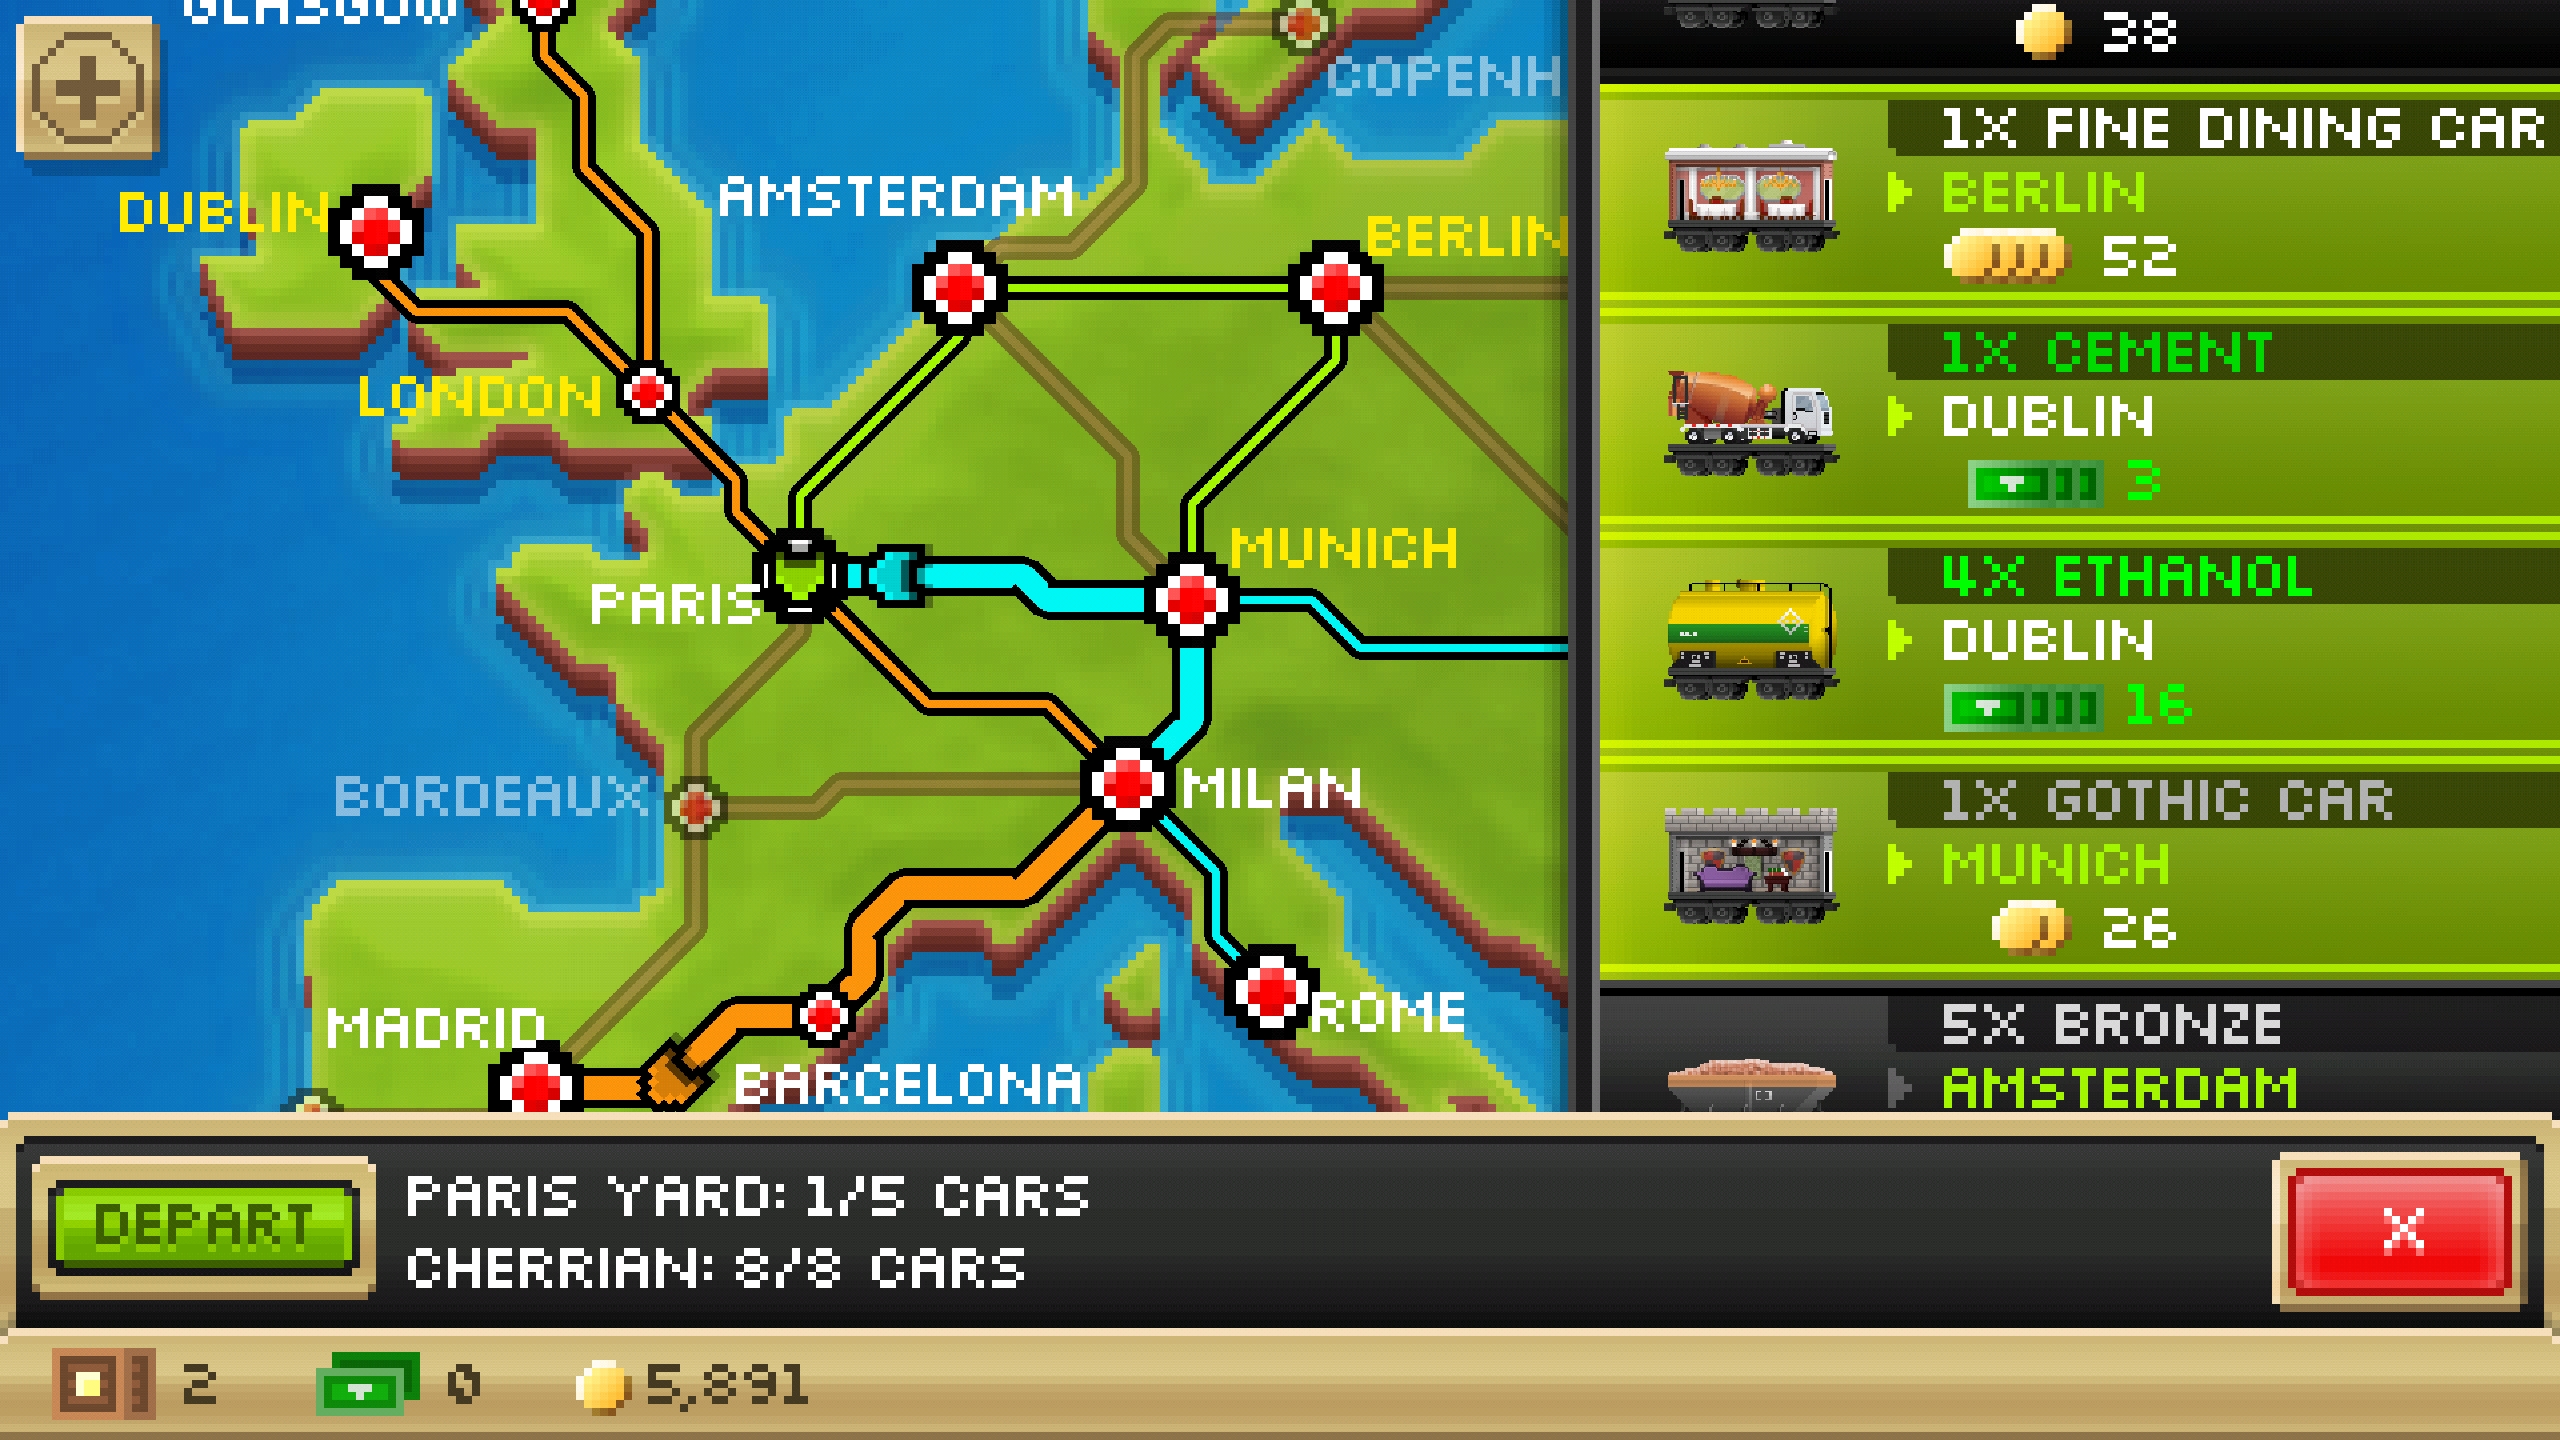 GLASGOW
COPENH
DUBLIN
AMSTERDAM
BERLIN
LONDON
MUNICH
PARIS
BORDEAUX
MILAN
MADRID
ROME
BARCELONA
38
1X FINE DINING CAR
BERLIN
52
1X CEMENT
DUBLIN
3
4X ETHANOL
DUBLIN
16
1X GOTHIC CAR
MUNICH
26
5X BRONZE
AMSTERDAM
DEPART
PARIS YARD: 1/5 CARS
CHERRIAN: 8/8 CARS
X
2
0
5,891